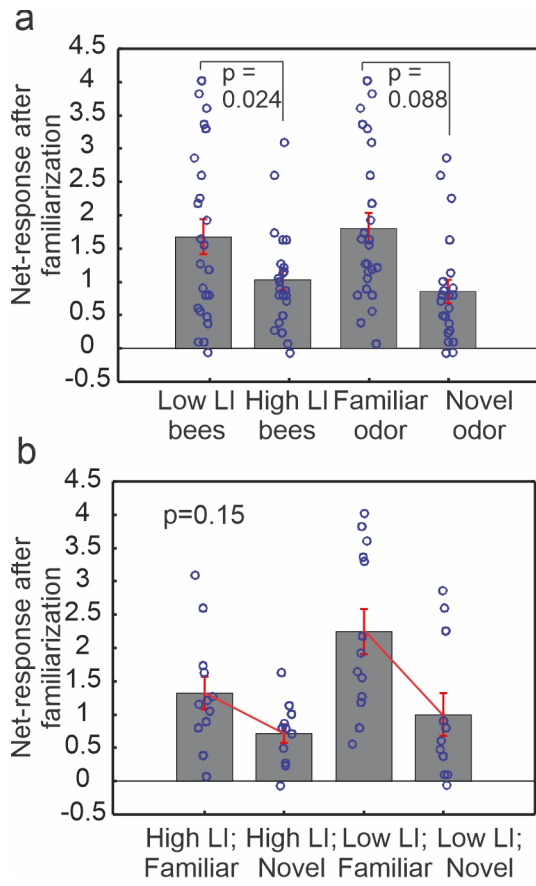 a
Net-response after
familiarization
4.5
4
3.5
3
2.5
2
1.5
1
0.5
0
-0.5
p =
0.024
p =
0.088
Low LI
bees
High LI
bees
Familiar
odor
Novel
odor
b
Net-response after
familiarization
4.5
4
3.5
3
2.5
2
1.5
1
0.5
0
-0.5
p=0.15
High LI;
Familiar
High LI;
Novel
Low LI;
Familiar
Low LI;
Novel